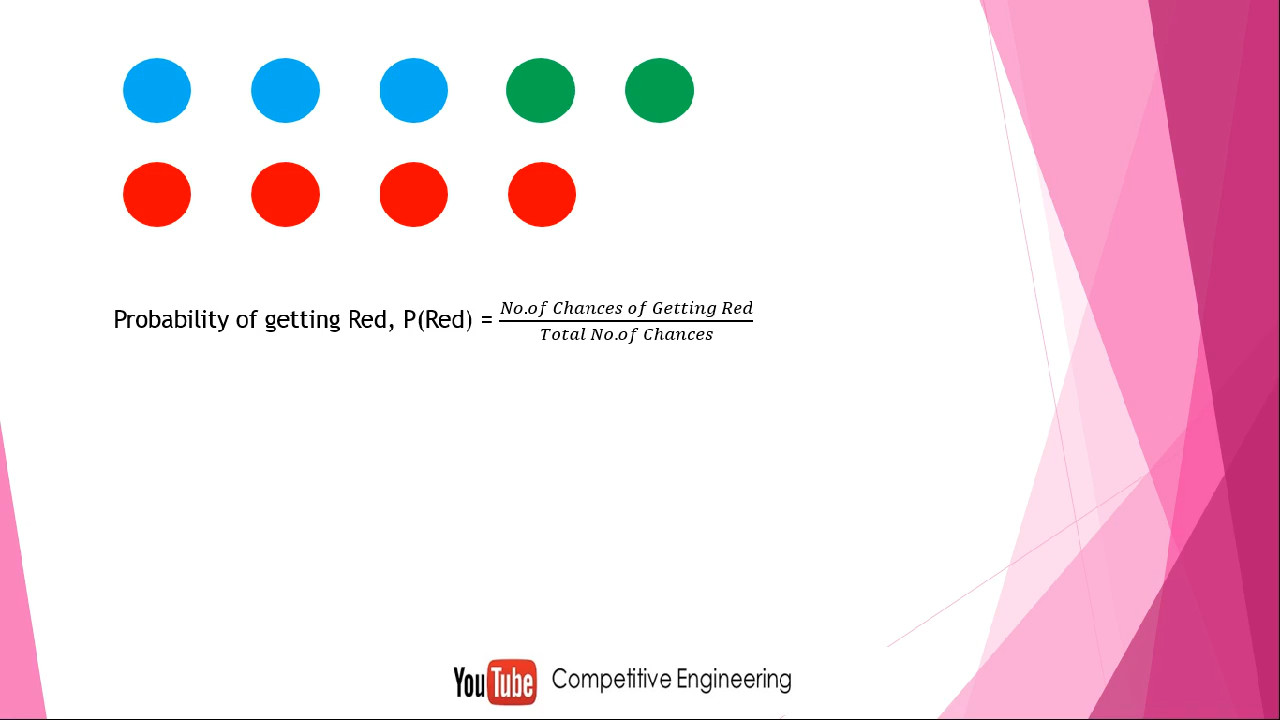 Probability of getting Red, P(Red) = No.of Chances of Getting Red / Total No.of Chances
YouTube Competitive Engineering